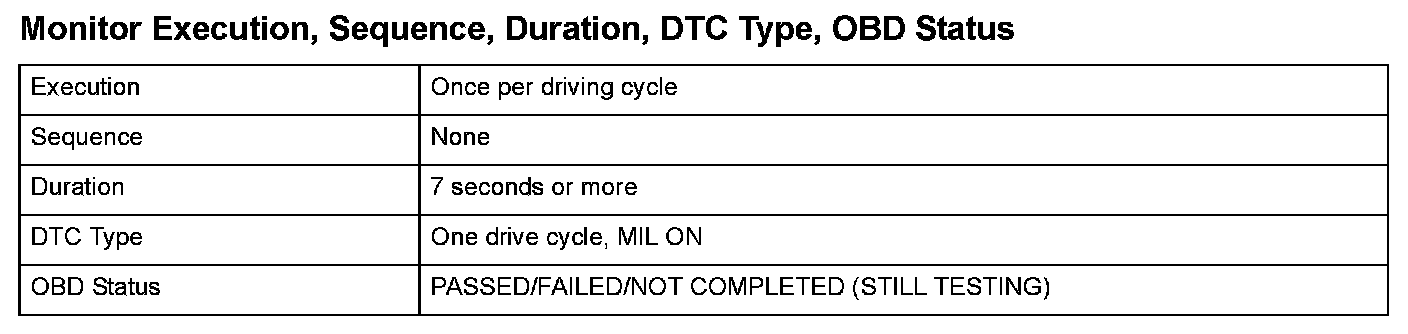 Monitor Execution, Sequence, Duration, DTC Type, OBD Status
Execution Once per driving cycle
Sequence None
Duration 7 seconds or more
DTC Type One drive cycle, MIL ON
OBD Status PASSED/FAILED/NOT COMPLETED (STILL TESTING)